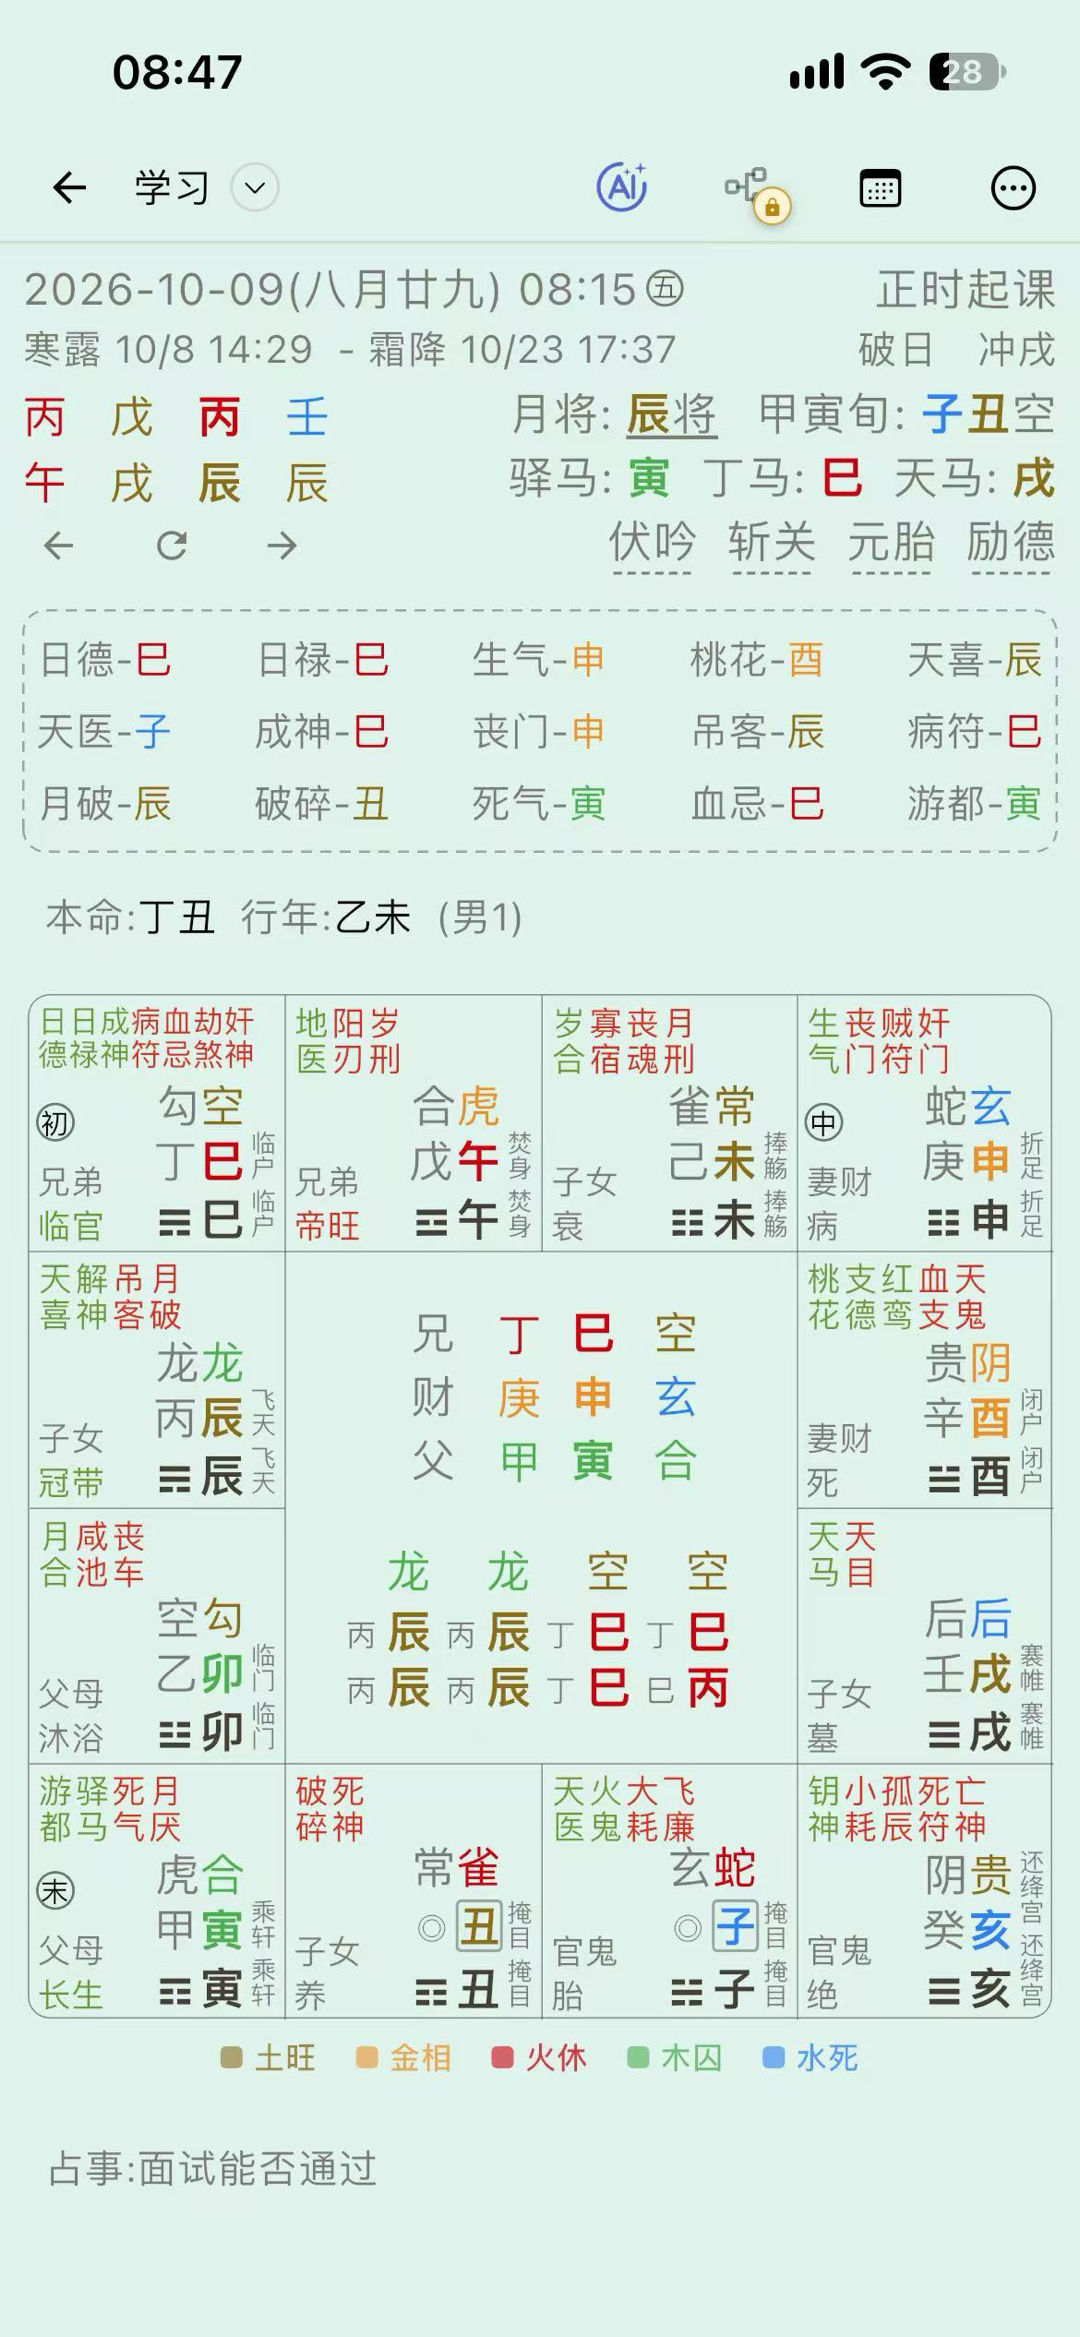 08:47
28
学习
AI
2026-10-09(八月廿九) 08:15 五
正时起课
寒露 10/8 14:29 - 霜降 10/23 17:37
破日 冲戌
丙 戊 丙 壬
月将: 辰将 甲寅旬: 子丑空
午 戌 辰 辰
驿马: 寅 丁马: 巳 天马: 戌
伏吟 斩关 元胎 励德
日德-巳 日禄-巳 生气-申 桃花-酉 天喜-辰
天医-子 成神-巳 丧门-申 吊客-辰 病符-巳
月破-辰 破碎-丑 死气-寅 血忌-巳 游都-寅
本命:丁丑 行年:乙未 (男1)
日日成病血劫奸
德禄神符忌煞神
初
勾空
丁巳
临户
兄弟
临官
☴巳
临户
地阳岁
医刃刑
合虎
戊午
焚身
兄弟
帝旺
☲午
焚身
岁寡丧月
合宿魂刑
雀常
己未
捧觞
子女
衰
☷未
捧觞
生丧贼奸
气门符门
中
蛇玄
庚申
折足
妻财
病
☷申
折足
天解吊月
喜神客破
龙龙
丙辰
飞天
子女
冠带
☴辰
飞天
兄 丁 巳 空
财 庚 申 玄
父 甲 寅 合
桃支红血天
花德鸾支鬼
贵阴
辛酉
闭户
妻财
死
☱酉
闭户
月咸丧
合池车
空勾
乙卯
临门
父母
沐浴
☳卯
临门
龙 龙 空 空
丙辰 丙辰 丁巳 丁巳
丙辰 丙辰 丁巳 巳丙
天天
马目
后后
壬戌
褰帷
子女
墓
☰戌
褰帷
游驿死月
都马气厌
末
虎合
甲寅
乘轩
父母
长生
☶寅
乘轩
破死
碎神
常雀
◎丑
掩目
子女
养
☶丑
掩目
天火大飞
医鬼耗廉
玄蛇
◎子
掩目
官鬼
胎
☵子
掩目
钥小孤死亡
神耗辰符神
阴贵
癸亥
还绛宫
官鬼
绝
☰亥
还绛宫
土旺 金相 火休 木囚 水死
占事:面试能否通过